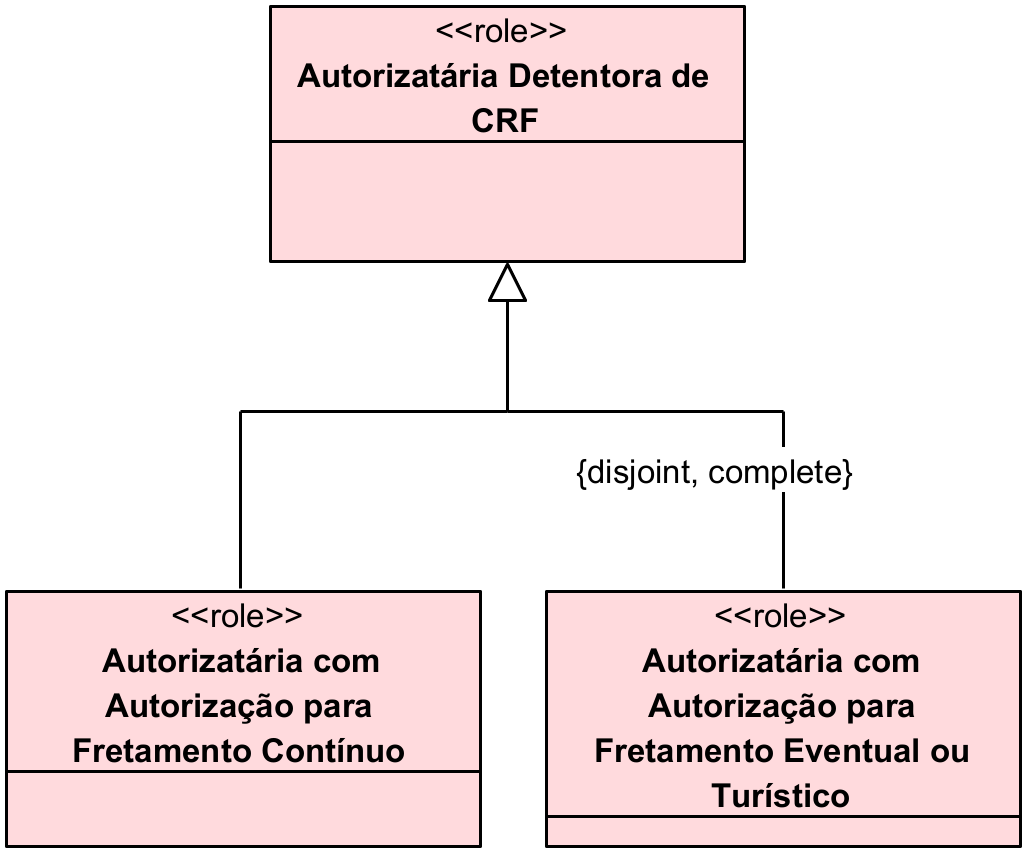 <<role>>
Autorizatária Detentora de
CRF
{disjoint, complete}
<<role>>
Autorizatária com
Autorização para
Fretamento Contínuo
<<role>>
Autorizatária com
Autorização para
Fretamento Eventual ou
Turístico